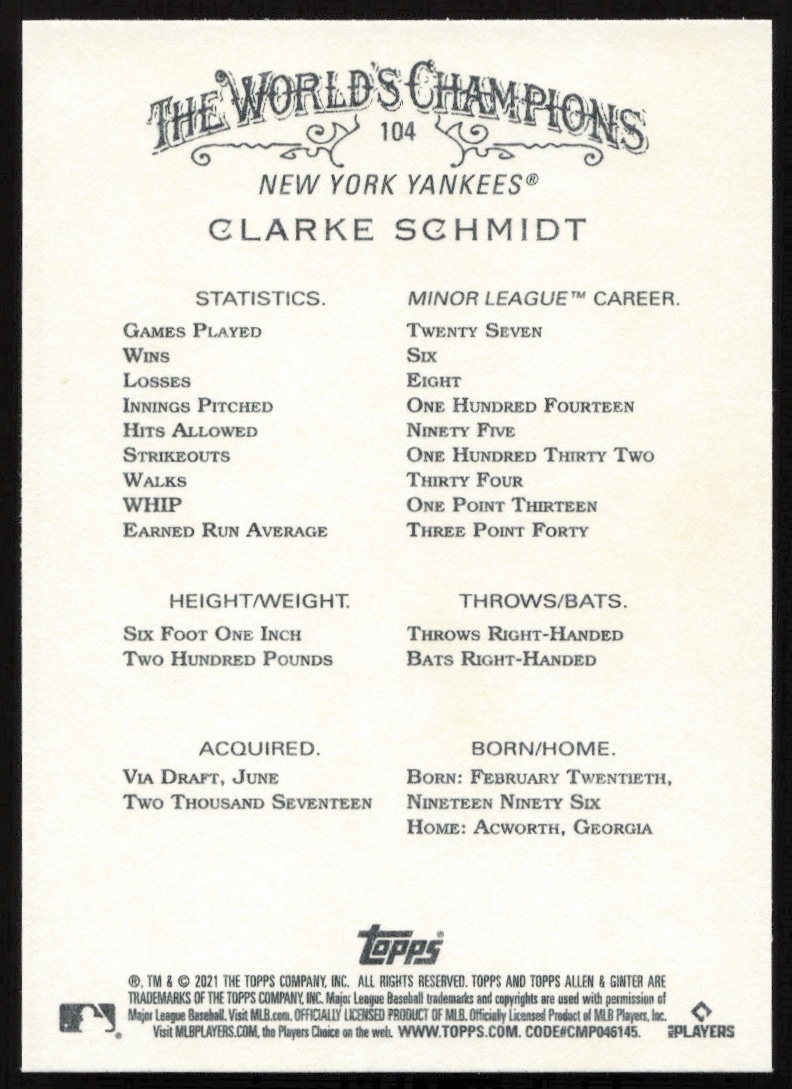 THE WORLD'S CHAMPIONS
104
NEW YORK YANKEES®
CLARKE SCHMIDT
STATISTICS. MINOR LEAGUE™ CAREER.
GAMES PLAYED TWENTY SEVEN
WINS SIX
LOSSES EIGHT
INNINGS PITCHED ONE HUNDRED FOURTEEN
HITS ALLOWED NINETY FIVE
STRIKEOUTS ONE HUNDRED THIRTY TWO
WALKS THIRTY FOUR
WHIP ONE POINT THIRTEEN
EARNED RUN AVERAGE THREE POINT FORTY
HEIGHT/WEIGHT. THROWS/BATS.
SIX FOOT ONE INCH THROWS RIGHT-HANDED
TWO HUNDRED POUNDS BATS RIGHT-HANDED
ACQUIRED. BORN/HOME.
VIA DRAFT, JUNE BORN: FEBRUARY TWENTIETH,
TWO THOUSAND SEVENTEEN NINETEEN NINETY SIX
HOME: ACWORTH, GEORGIA
topps®
®, TM & © 2021 THE TOPPS COMPANY, INC. ALL RIGHTS RESERVED. TOPPS AND TOPPS ALLEN & GINTER ARE
TRADEMARKS OF THE TOPPS COMPANY, INC. Major League Baseball trademarks and copyrights are used with permission of
Major League Baseball. Visit MLB.com. OFFICIALLY LICENSED PRODUCT OF MLB. Officially Licensed Product of MLB Players, Inc.
Visit MLBPLAYERS.COM, the Players Choice on the web. WWW.TOPPS.COM. CODE#CMP046145.
MLB PLAYERS